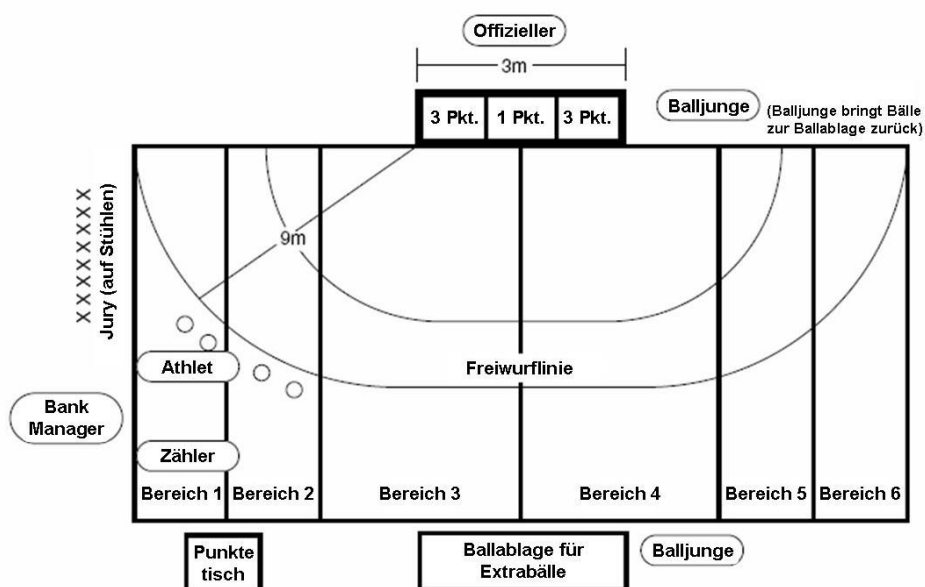 Offizieller
3m
3 Pkt. 1 Pkt. 3 Pkt.
Balljunge
(Balljunge bringt Bälle
zur Ballablage zurück)
X X X X X X X X
Jury (auf Stühlen)
9m
Athlet
Freiwurflinie
Bank
Manager
Zähler
Bereich 1
Bereich 2
Bereich 3
Bereich 4
Bereich 5
Bereich 6
Punkte
tisch
Ballablage für
Extrabälle
Balljunge